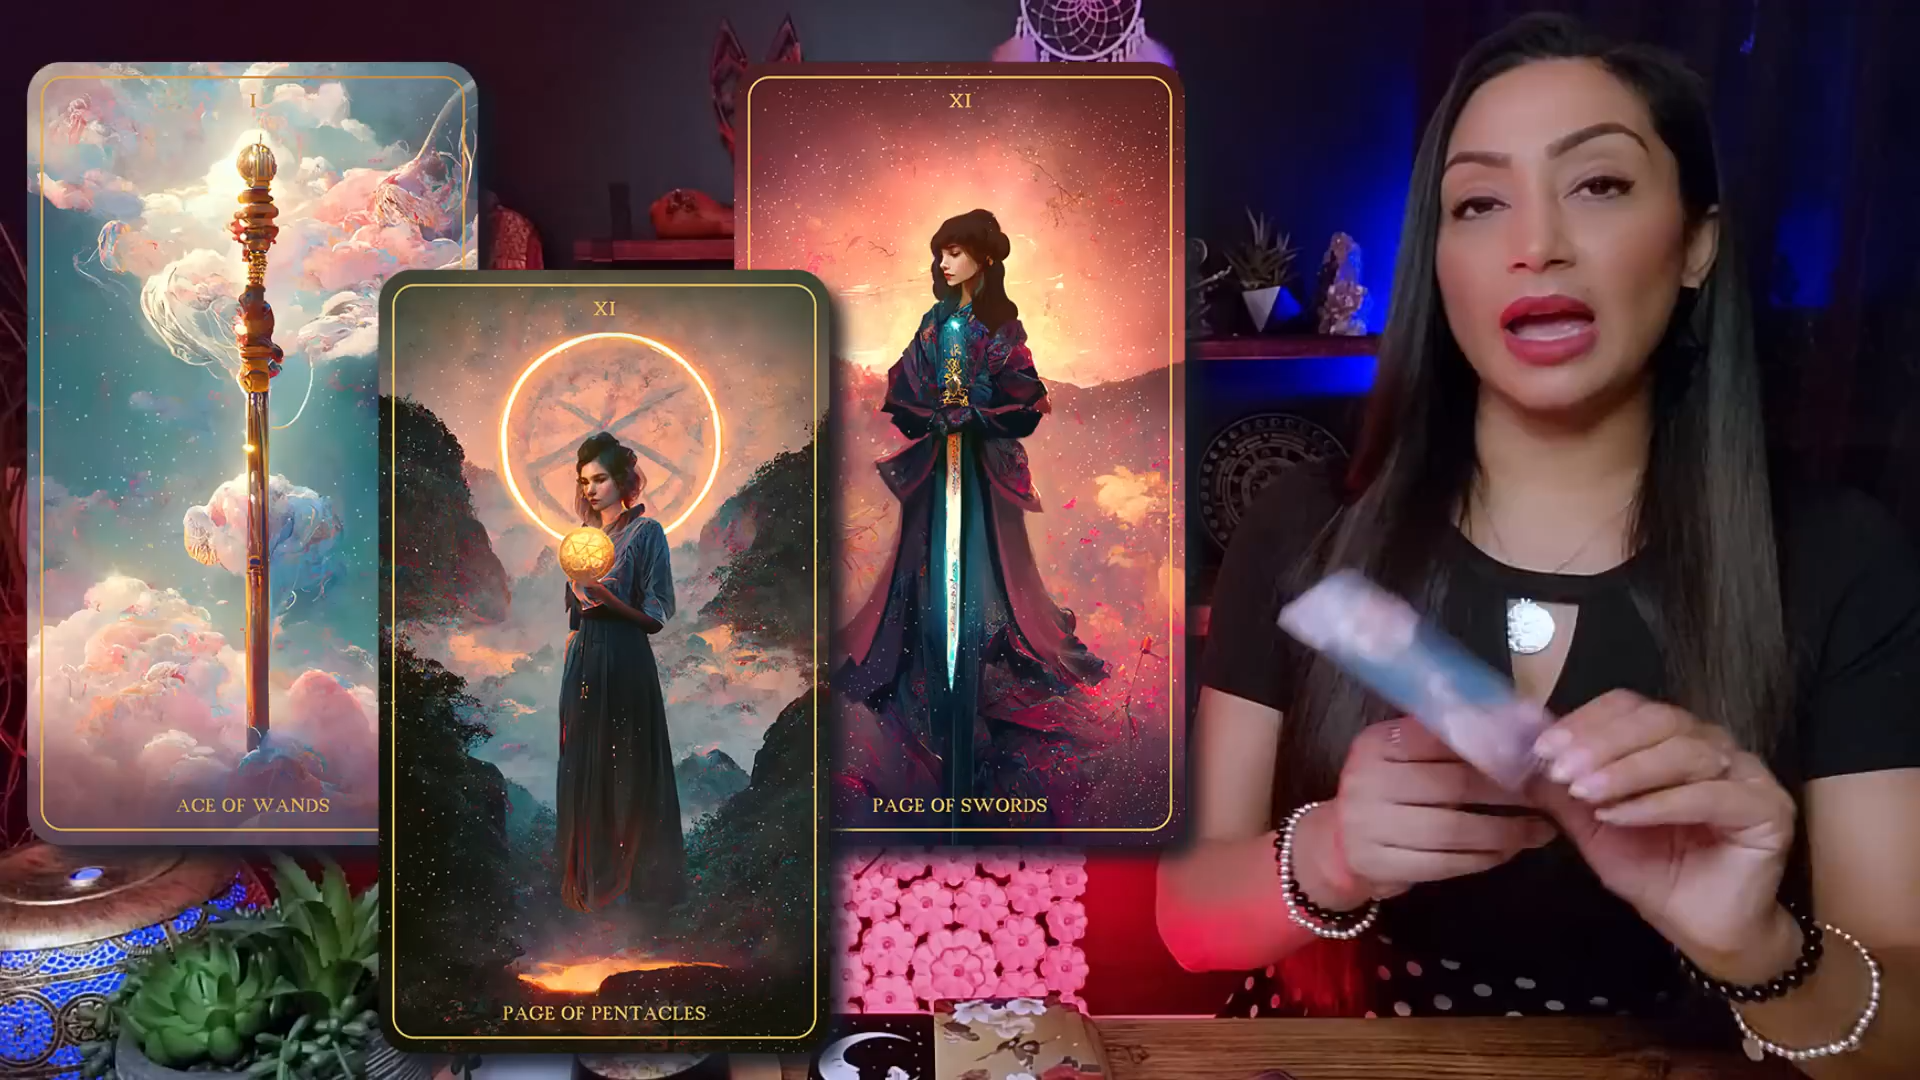 I
ACE OF WANDS
XI
PAGE OF PENTACLES
XI
PAGE OF SWORDS